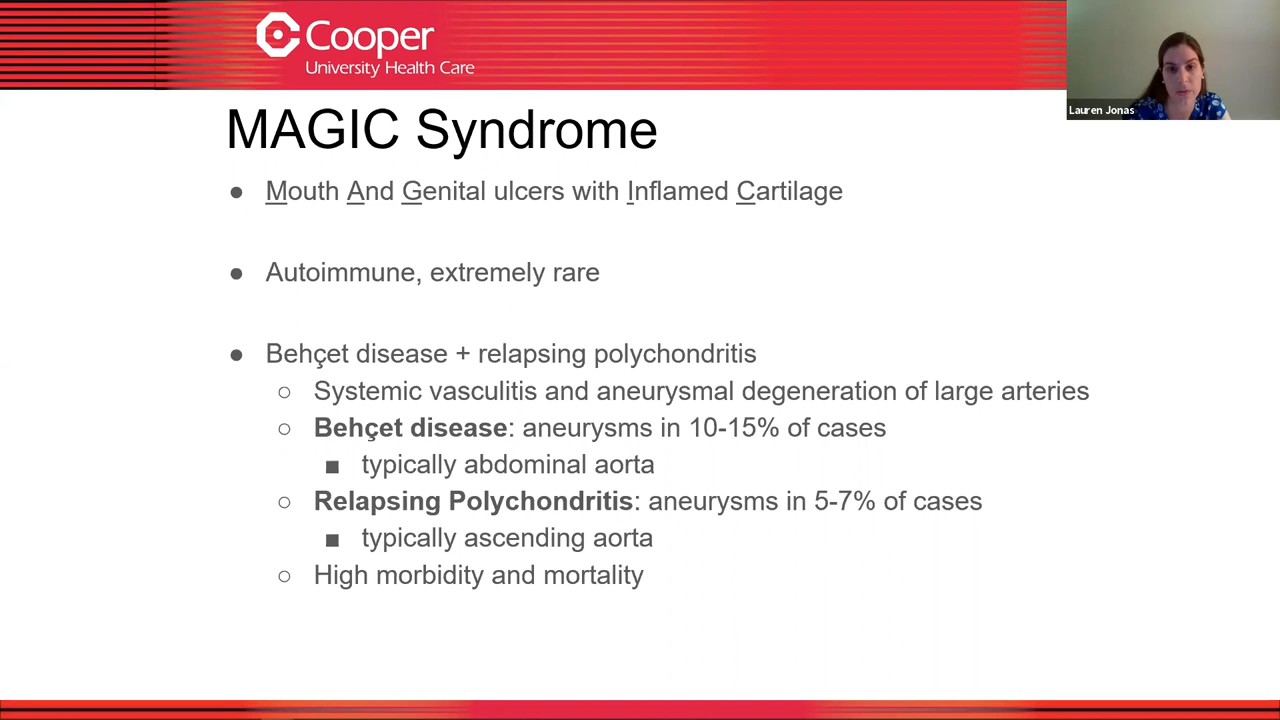 Cooper
University Health Care
Lauren Jonas
MAGIC Syndrome
● Mouth And Genital ulcers with Inflamed Cartilage
● Autoimmune, extremely rare
● Behçet disease + relapsing polychondritis
○ Systemic vasculitis and aneurysmal degeneration of large arteries
○ Behçet disease: aneurysms in 10-15% of cases
■ typically abdominal aorta
○ Relapsing Polychondritis: aneurysms in 5-7% of cases
■ typically ascending aorta
○ High morbidity and mortality